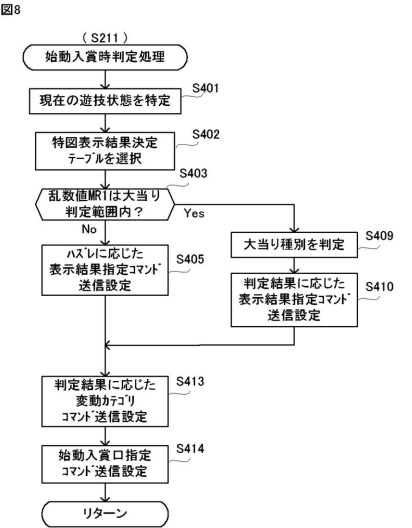 図8
(S211)
始動入賞時判定処理
S401
現在の遊技状態を特定
S402
特図表示結果決定
テーブルを選択
S403
乱数値MR1は大当り
判定範囲内?
Yes
No
S409
大当り種別を判定
ハズレに応じた
表示結果指定コマンド
送信設定
S405
S410
判定結果に応じた
表示結果指定コマンド
送信設定
S413
判定結果に応じた
変動カテゴリ
コマンド送信設定
S414
始動入賞口指定
コマンド送信設定
リターン